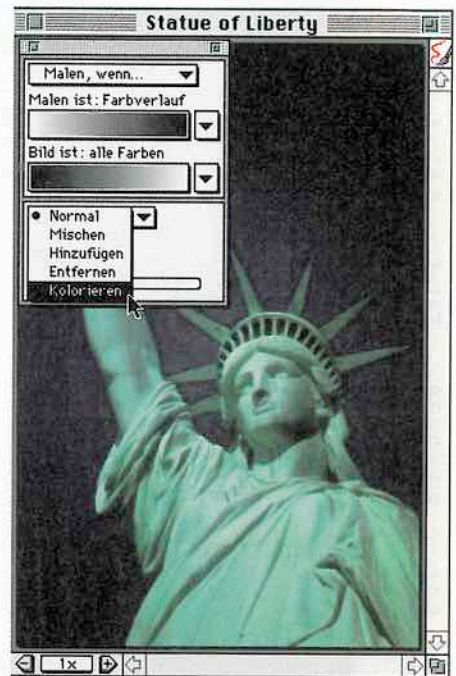 Statue of Liberty
Malen, wenn...
Malen ist: Farbverlauf
Bild ist: alle Farben
Normal
Mischen
Hinzufügen
Entfernen
Kolorieren
1x